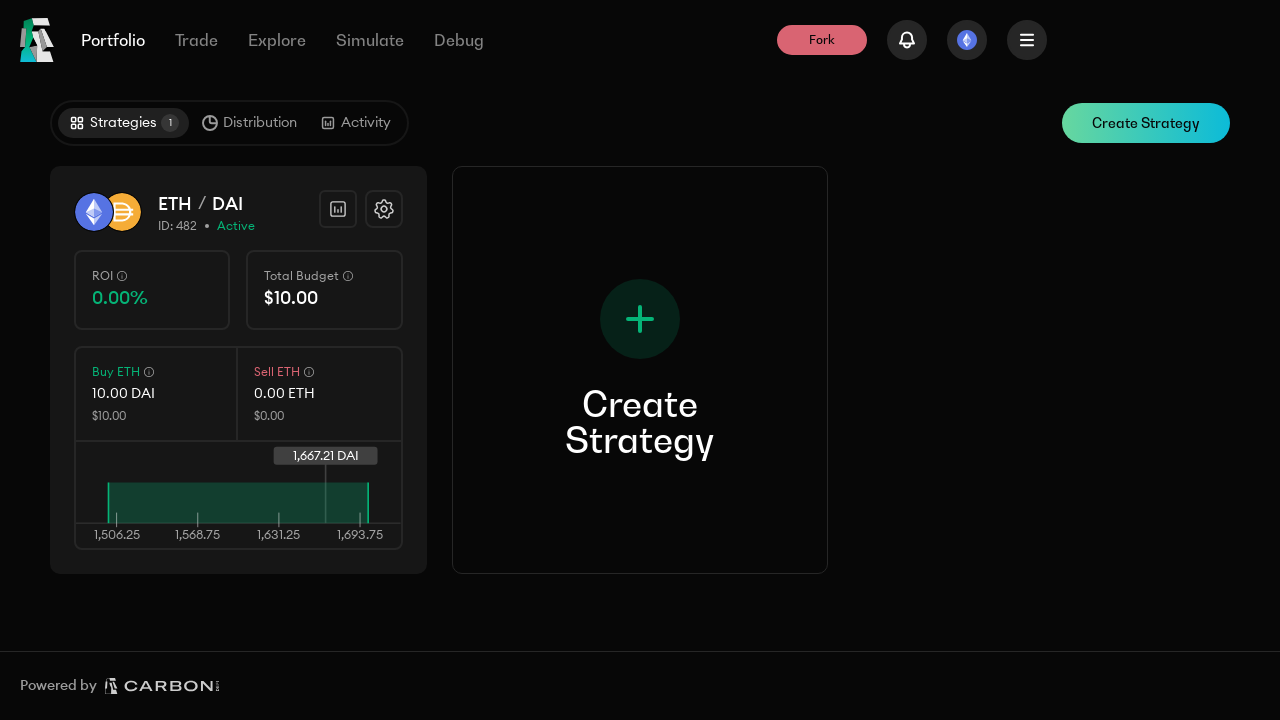 Portfolio Trade Explore Simulate Debug Fork
Strategies 1 Distribution Activity Create Strategy
ETH / DAI
ID: 482 • Active
ROI Total Budget
0.00% $10.00
Buy ETH Sell ETH
10.00 DAI 0.00 ETH
$10.00 $0.00
1,667.21 DAI
1,506.25 1,568.75 1,631.25 1,693.75
Create
Strategy
Powered by CARBON